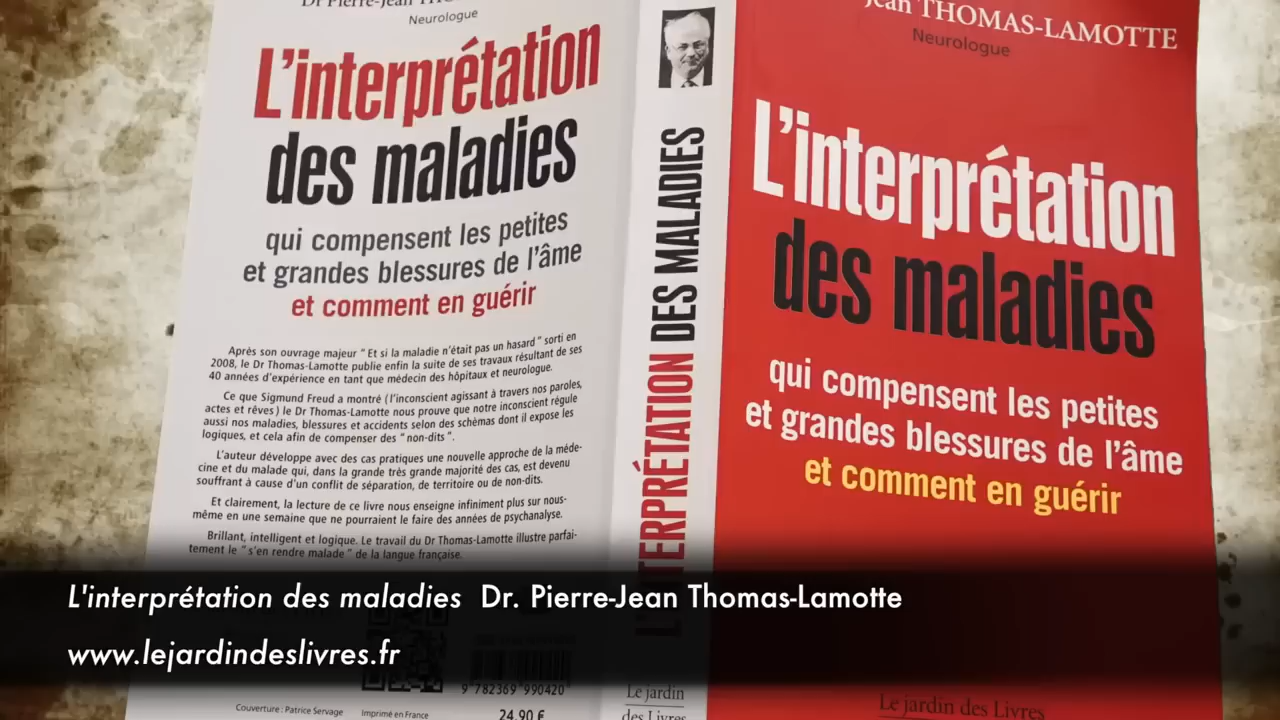 Dr Pierre-Jean
Neurologue
L'interprétation
des maladies
qui compensent les petites
et grandes blessures de l'âme
et comment en guérir
Après son ouvrage majeur " Et si la maladie n'était pas un hasard " sorti en
2008, le Dr Thomas-Lamotte publie enfin la suite de ses travaux résultant de ses
40 années d'expérience en tant que médecin des hôpitaux et neurologue.
Ce que Sigmund Freud a montré ( l'inconscient agissant à travers nos paroles,
actes et rêves ) le Dr Thomas-Lamotte nous prouve que notre inconscient régule
aussi nos maladies, blessures et accidents selon des schémas dont il expose les
logiques, et cela afin de compenser des " non-dits ".
L'auteur développe avec des cas pratiques une nouvelle approche de la méde-
cine et du malade qui, dans la grande très grande majorité des cas, est devenu
souffrant à cause d'un conflit de séparation, de territoire ou de non-dits.
Et clairement, la lecture de ce livre nous enseigne infiniment plus sur nous-
même en une semaine que ne pourraient le faire des années de psychanalyse.
Brillant, intelligent et logique. Le travail du Dr Thomas-Lamotte illustre parfai-
tement le " s'en rendre malade " de la langue française.
9 782369 990420
Couverture : Patrice Servage
Imprimé en France
24,90 €
L'INTERPRÉTATION DES MALADIES
Le jardin
des Livres
Jean THOMAS-LAMOTTE
Neurologue
L'interprétation
des maladies
qui compensent les petites
et grandes blessures de l'âme
et comment en guérir
Le jardin des Livres
L'interprétation des maladies Dr. Pierre-Jean Thomas-Lamotte
www.lejardindeslivres.fr